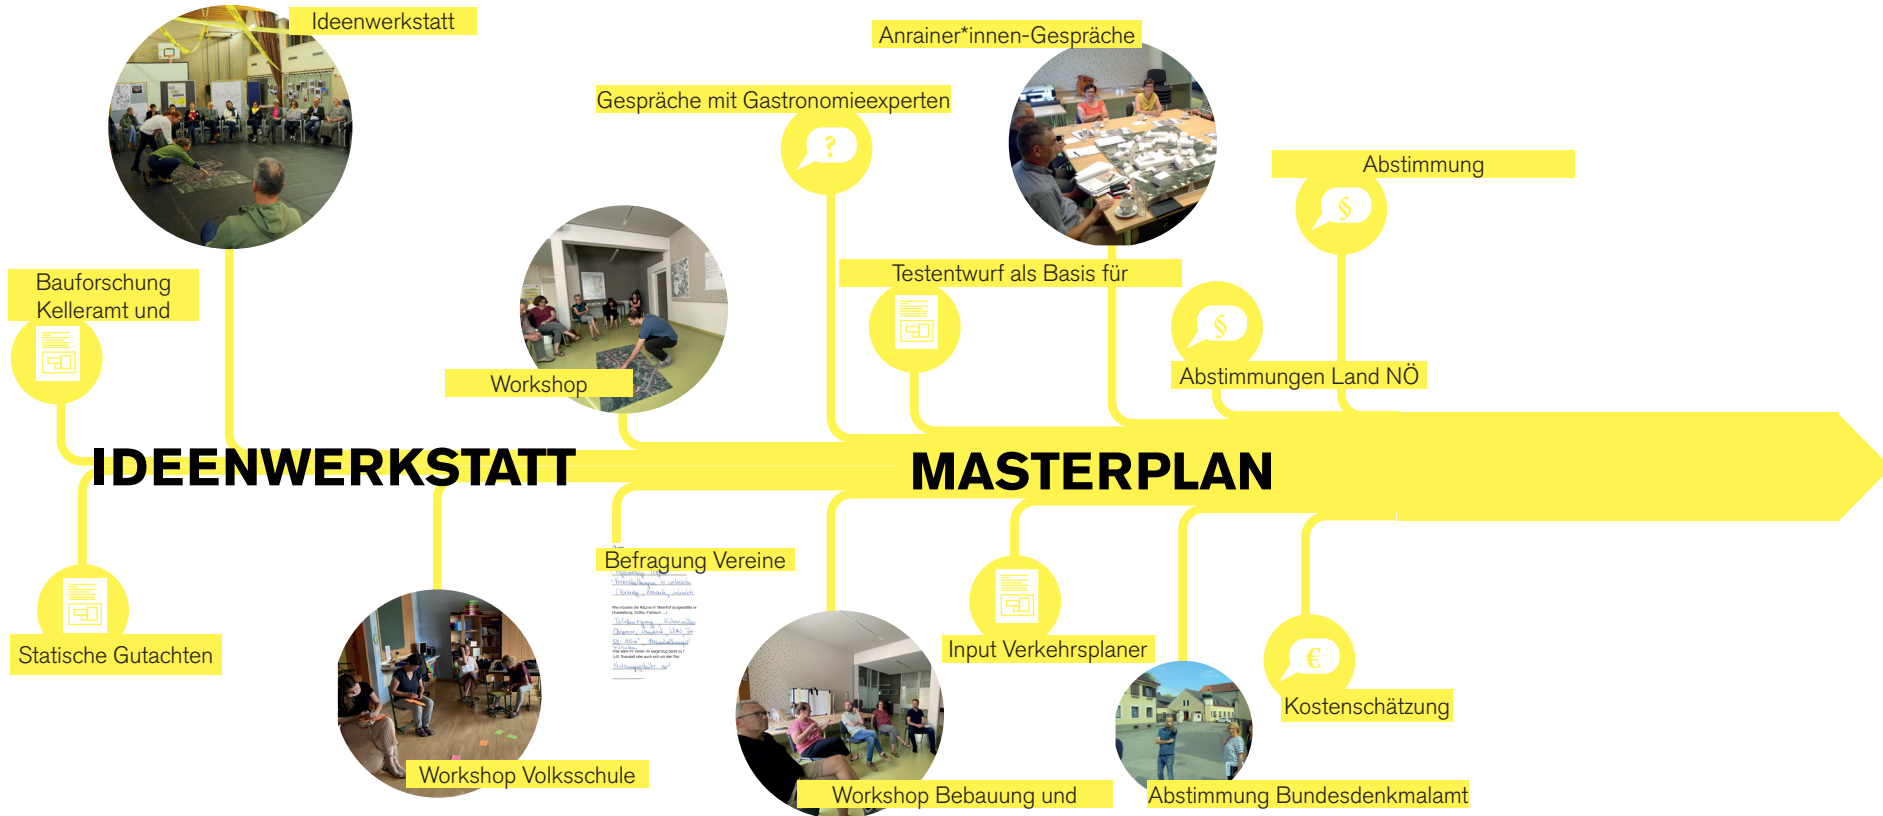 Ideenwerkstatt
Anrainer*innen-Gespräche
Gespräche mit Gastronomieexperten
Abstimmung
Bauforschung
Kelleramt und
Testentwurf als Basis für
Workshop
Abstimmungen Land NÖ
IDEENWERKSTATT
MASTERPLAN
Befragung Vereine
Statische Gutachten
Input Verkehrsplaner
Kostenschätzung
Workshop Volksschule
Workshop Bebauung und
Abstimmung Bundesdenkmalamt
?
§
§
€